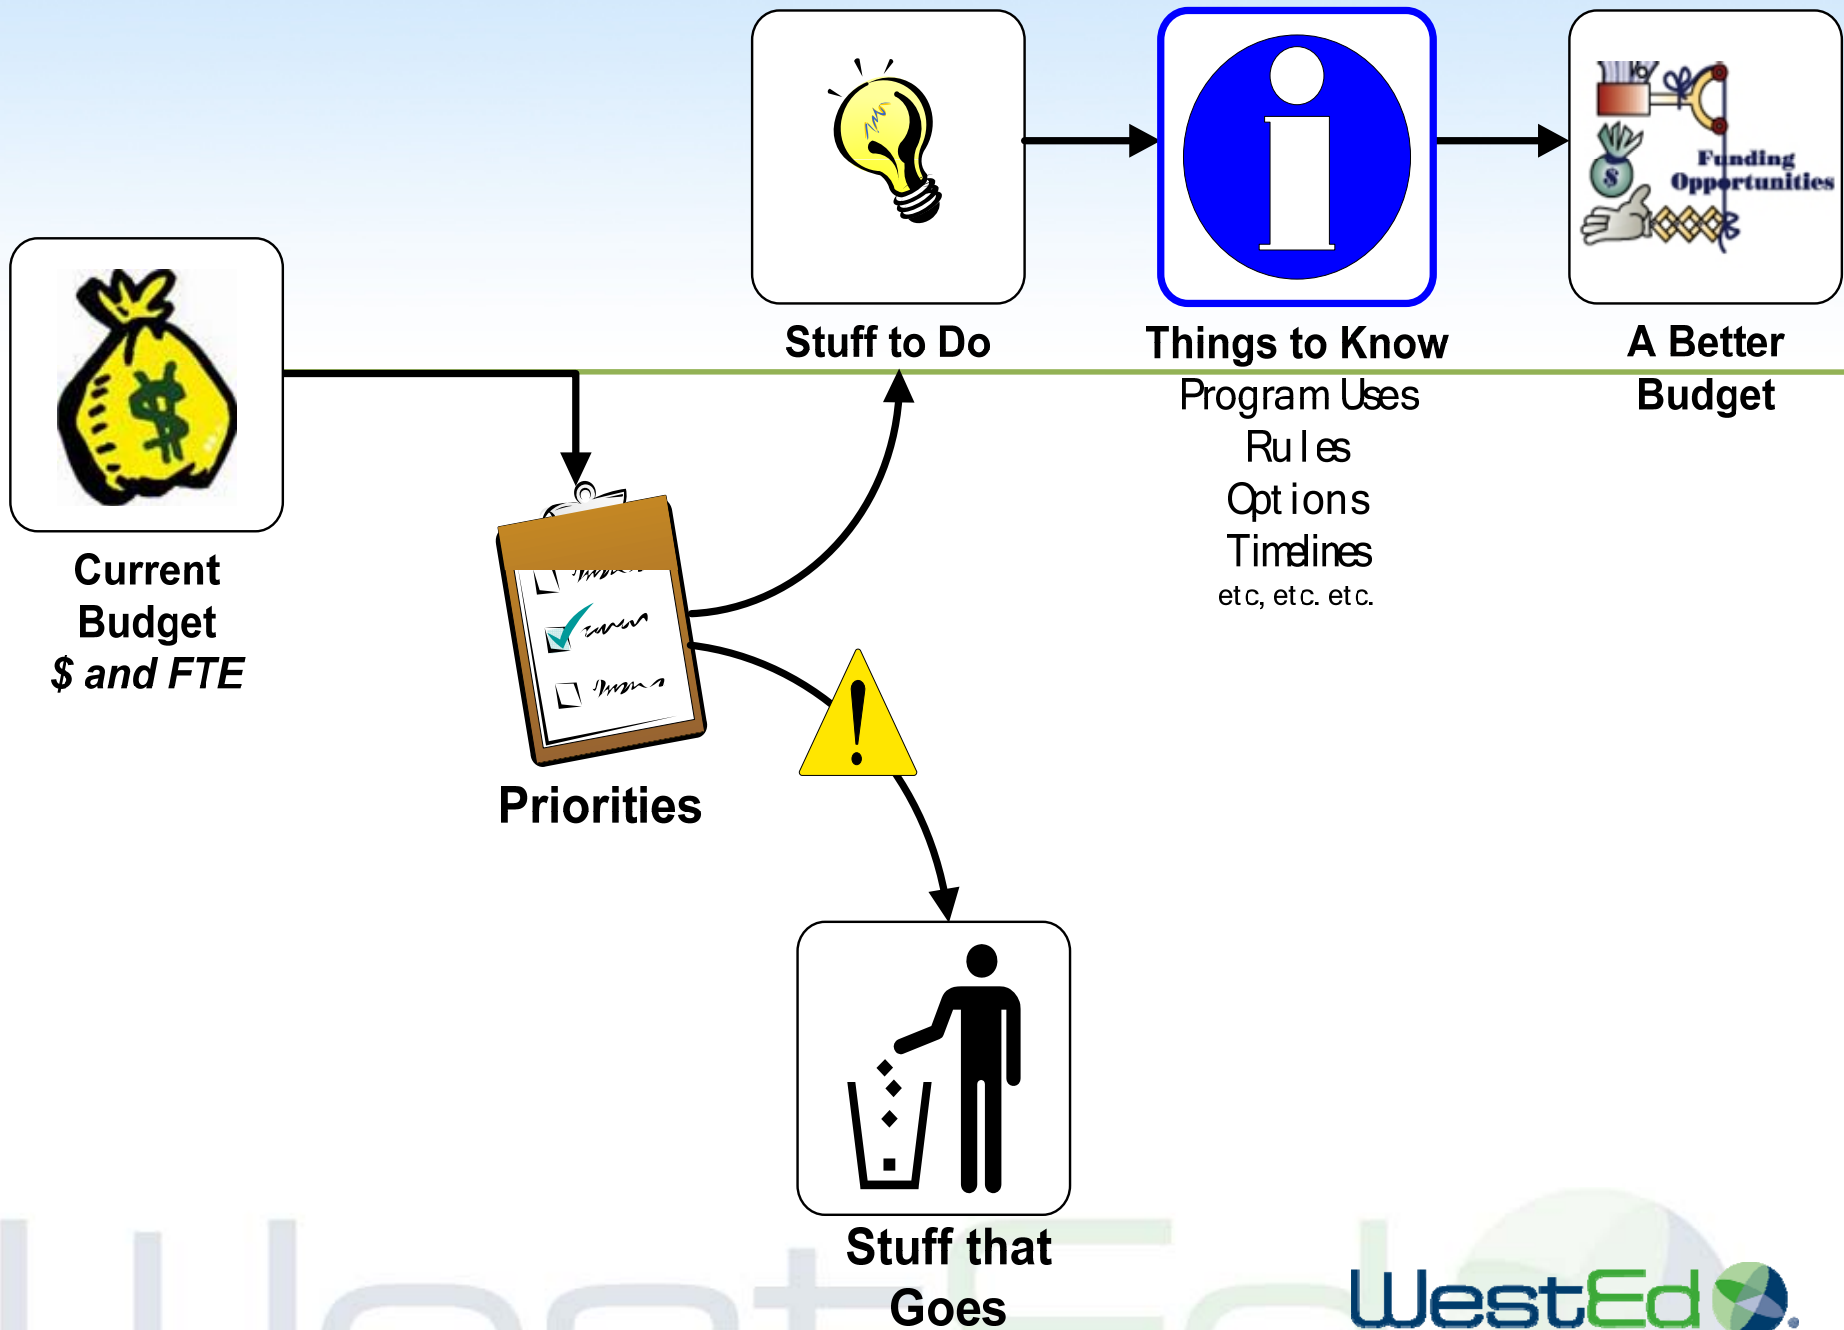 Funding
Opportunities
Stuff to Do
Things to Know
Program Uses
Rules
Options
Timelines
etc, etc. etc.
A Better
Budget
Current
Budget
$ and FTE
Priorities
Stuff that
Goes
WestEd